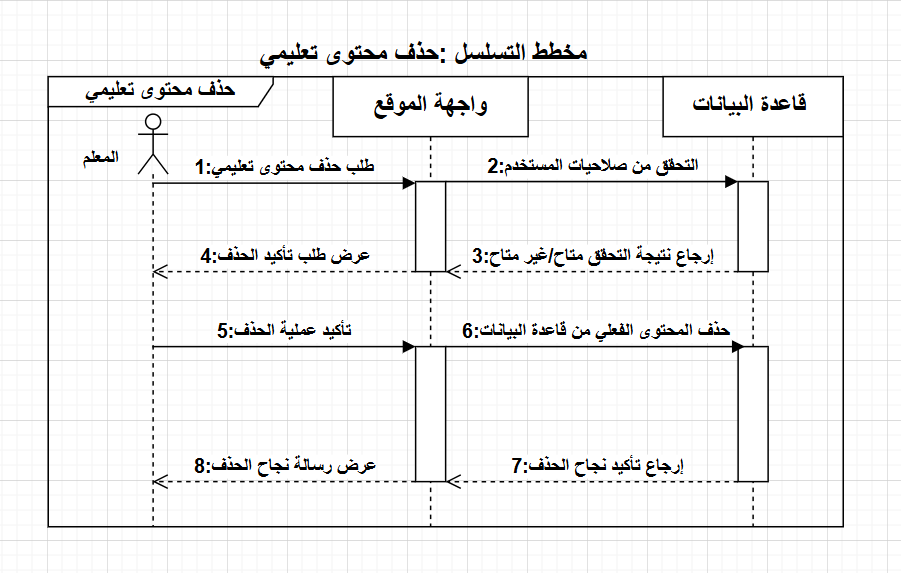 مخطط التسلسل :حذف محتوى تعليمي
حذف محتوى تعليمي
واجهة الموقع
قاعدة البيانات
المعلم
1:طلب حذف محتوى تعليمي
2:التحقق من صلاحيات المستخدم
3:إرجاع نتيجة التحقق متاح/غير متاح
4:عرض طلب تأكيد الحذف
5:تأكيد عملية الحذف
6:حذف المحتوى الفعلي من قاعدة البيانات
7:إرجاع تأكيد نجاح الحذف
8:عرض رسالة نجاح الحذف